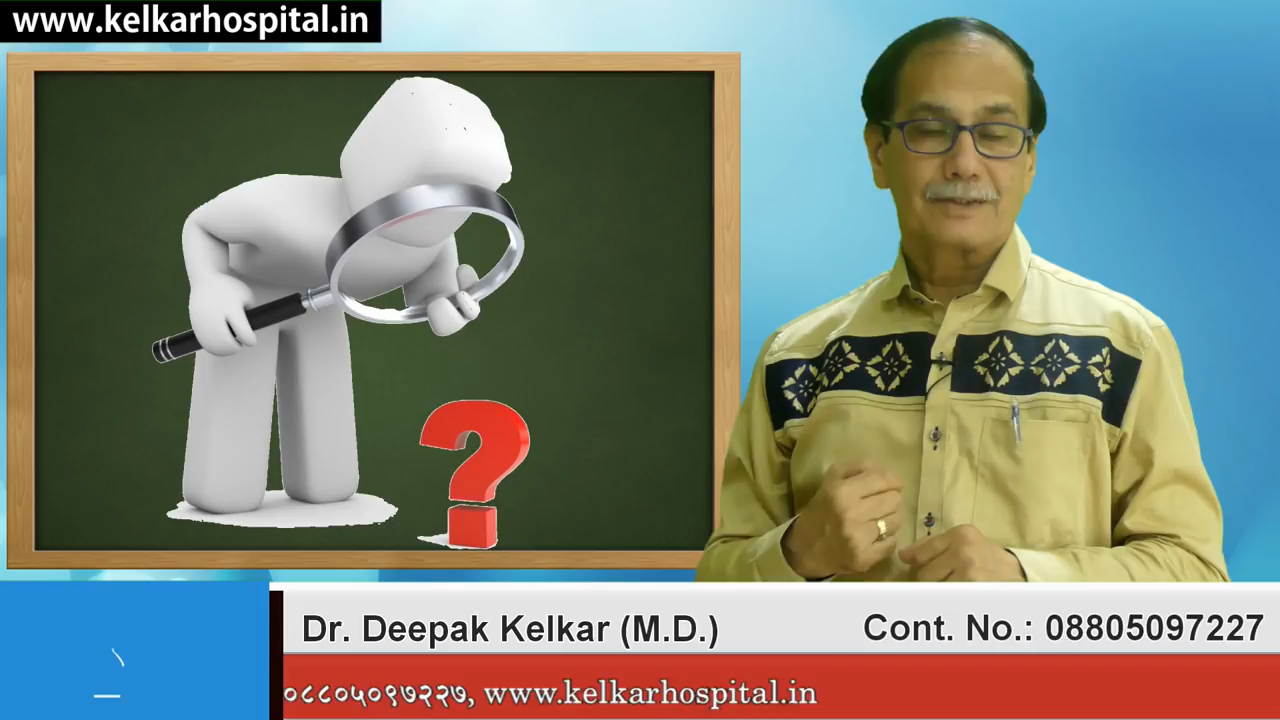 www.kelkarhospital.in
Dr. Deepak Kelkar (M.D.)
Cont. No.: 08805097227
०८८०५०९७२२७, www.kelkarhospital.in